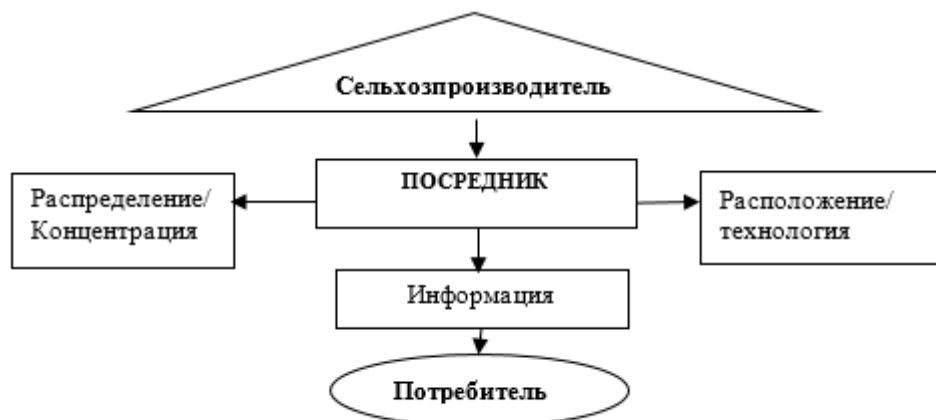 Сельхозпроизводитель
ПОСРЕДНИК
Распределение/
Концентрация
Расположение/
технология
Информация
Потребитель